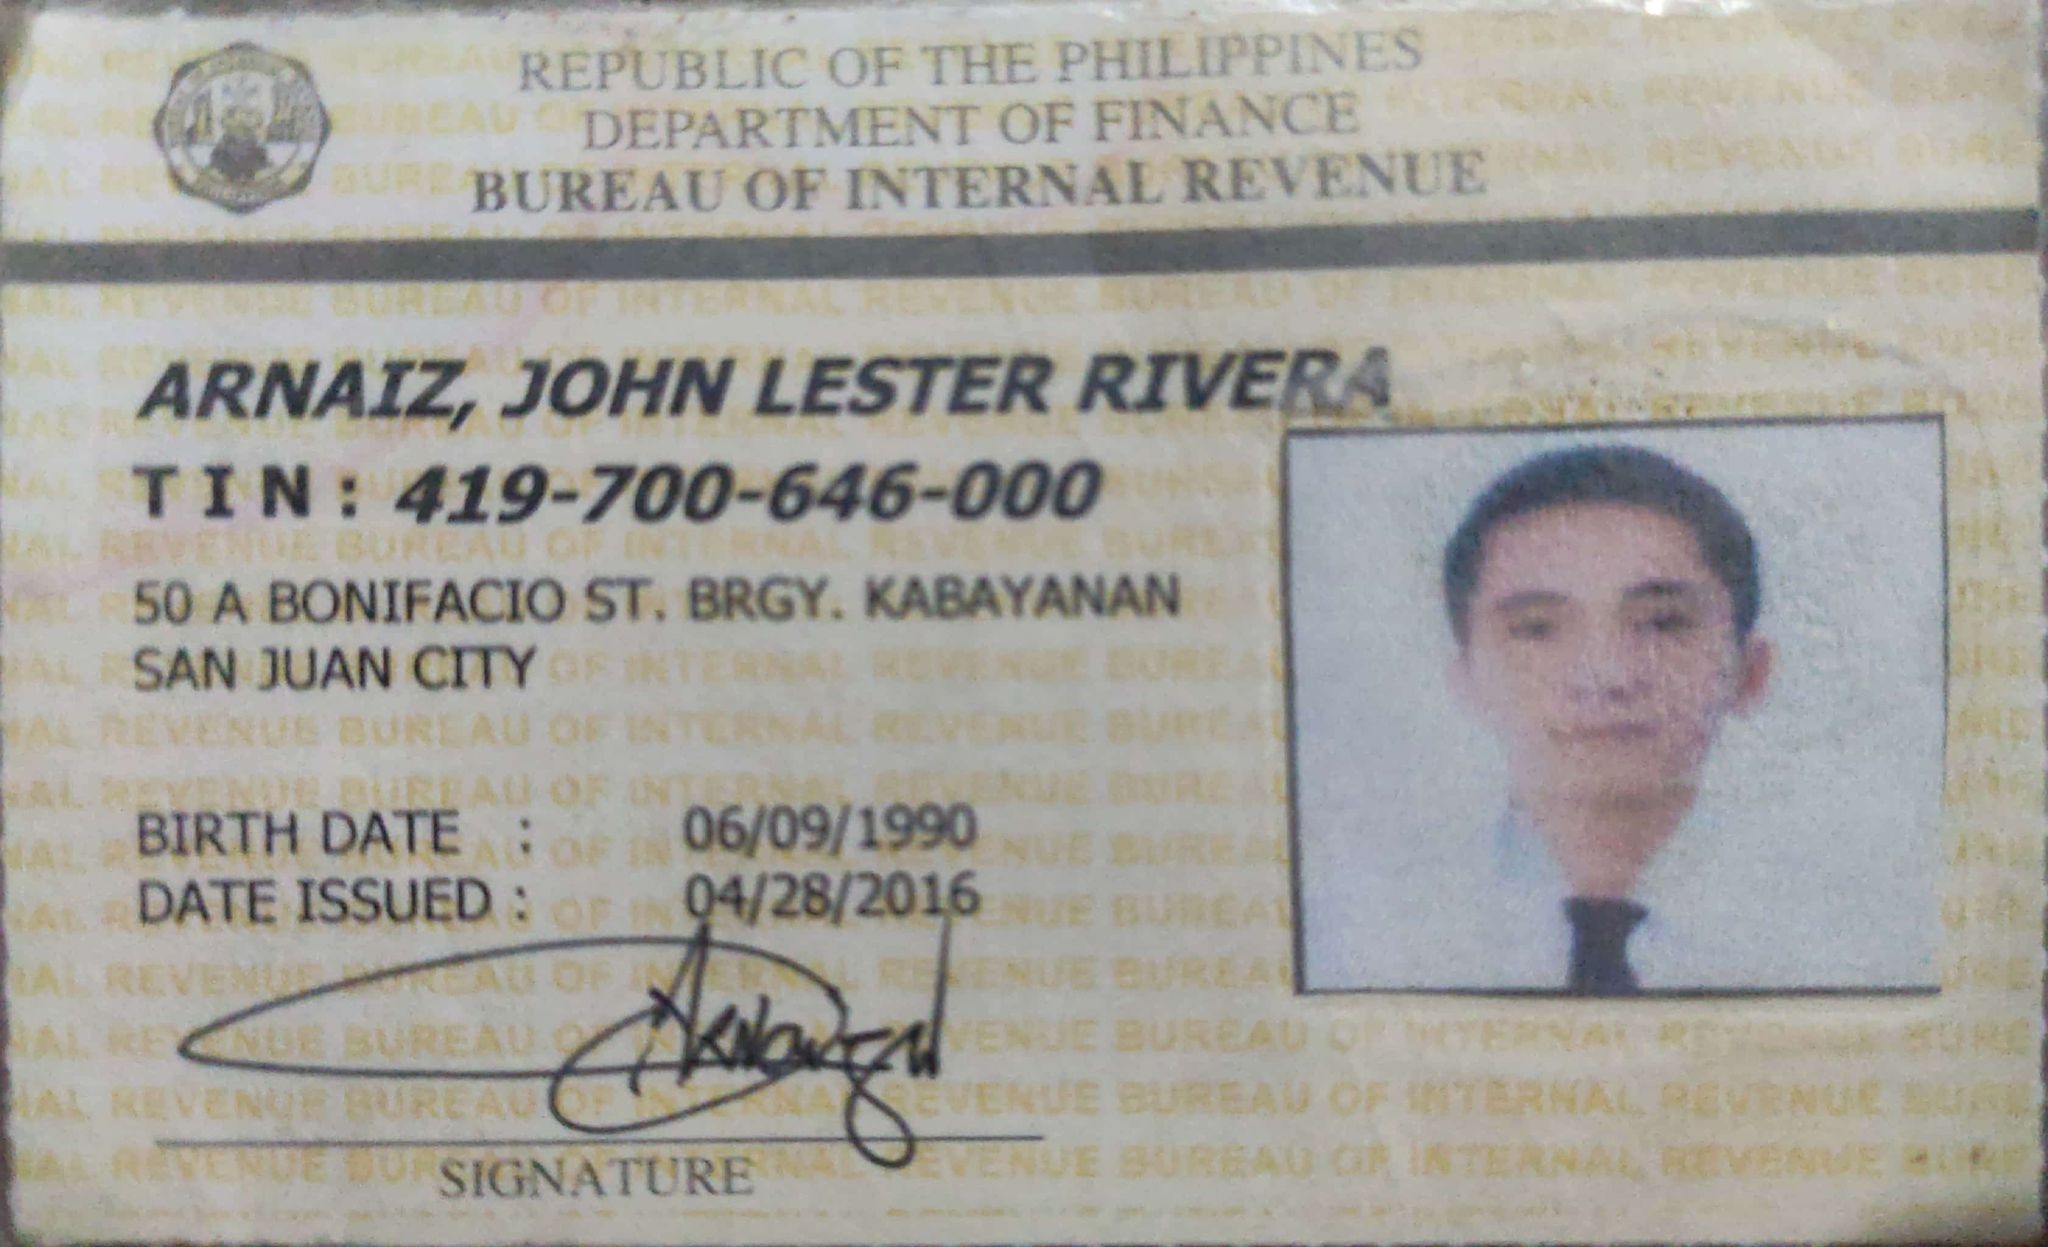 REPUBLIC OF THE PHILIPPINES
DEPARTMENT OF FINANCE
BUREAU OF INTERNAL REVENUE
ARNAIZ, JOHN LESTER RIVERA
TIN: 419-700-646-000
50 A BONIFACIO ST. BRGY. KABAYANAN
SAN JUAN CITY
BIRTH DATE : 06/09/1990
DATE ISSUED : 04/28/2016
SIGNATURE